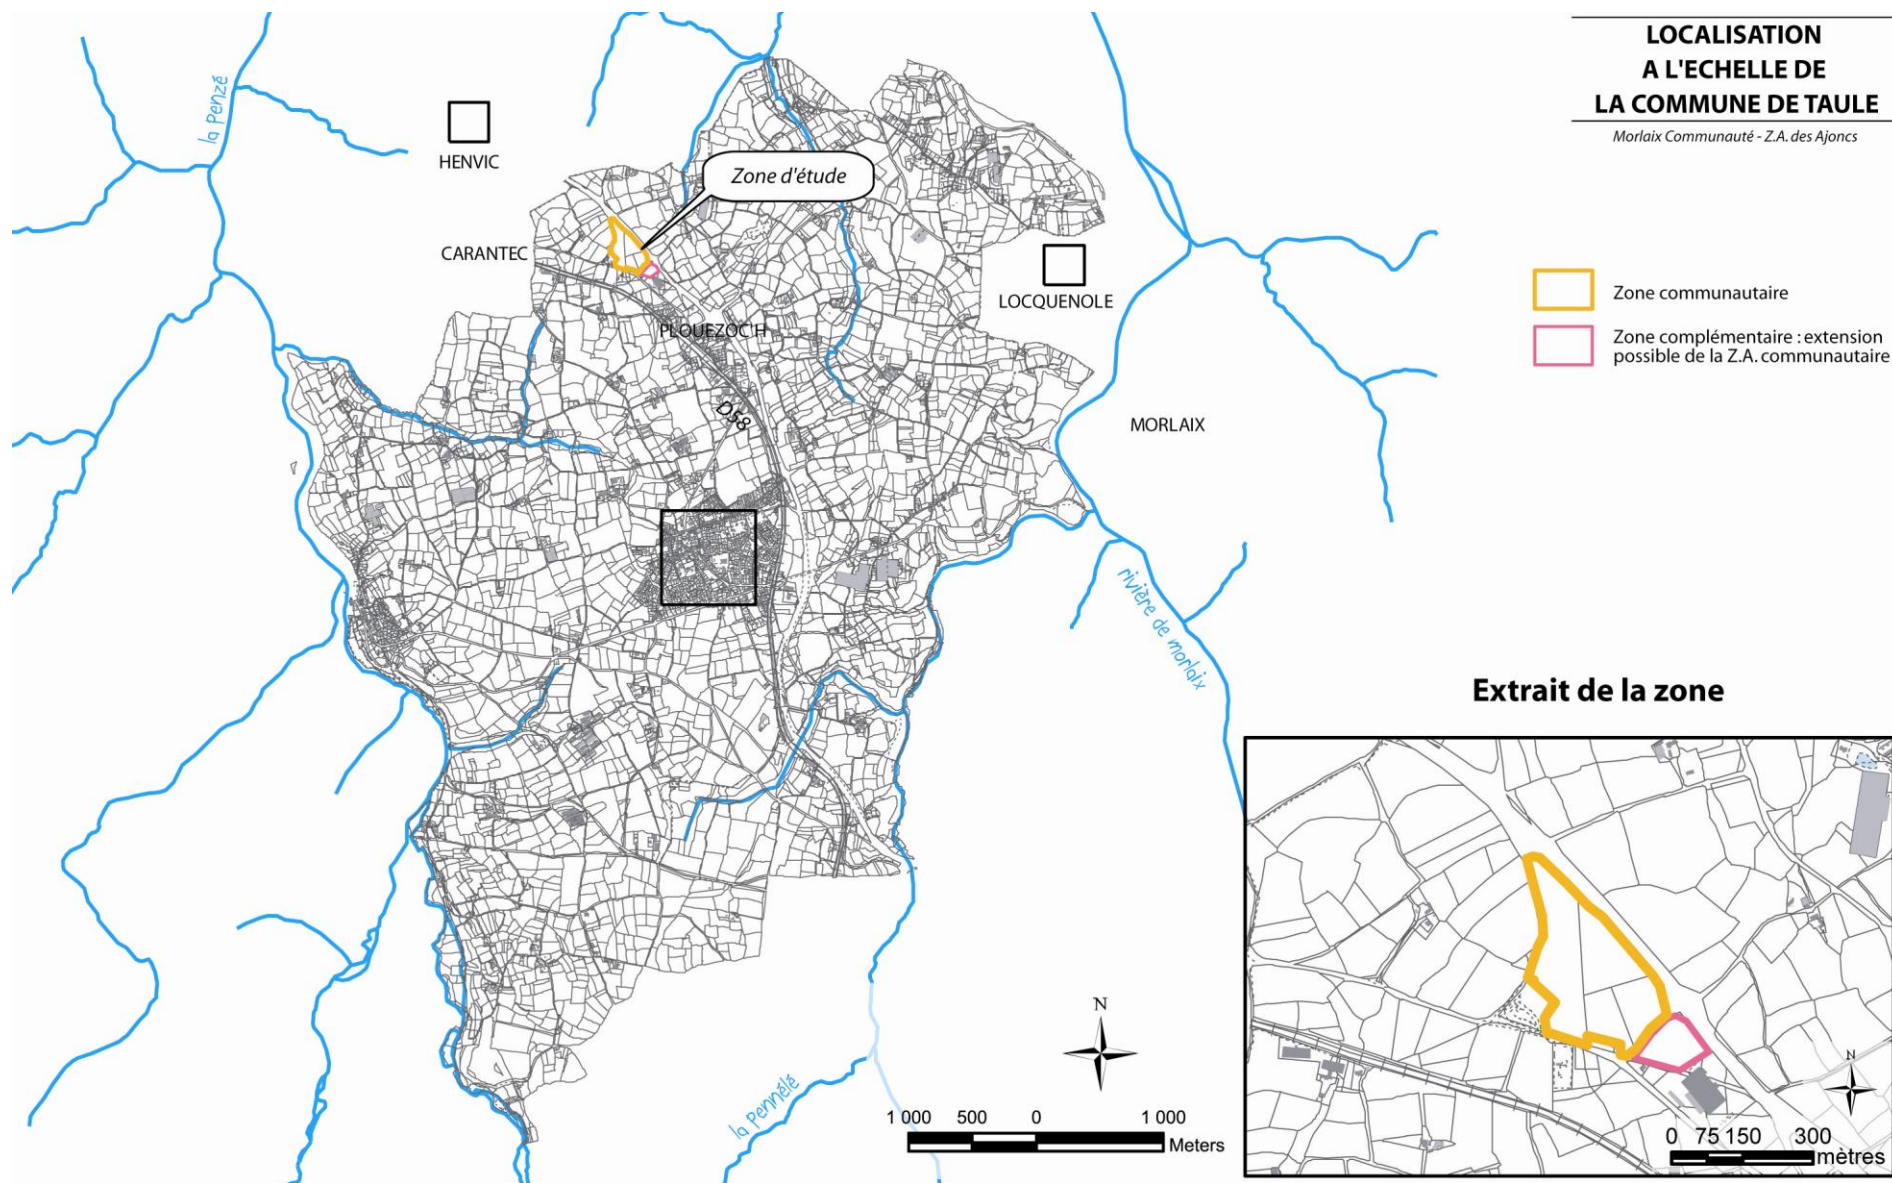 LOCALISATION
A L'ECHELLE DE
LA COMMUNE DE TAULE
Morlaix Communauté - Z.A. des Ajoncs
la Penzé
HENVIC
Zone d'étude
CARANTEC
LOCQUENOLE
PLOUEZOC'H
Zone communautaire
Zone complémentaire : extension
possible de la Z.A. communautaire
D58
MORLAIX
rivière de morlaix
la Pennélé
N
1 000 500 0 1 000
Meters
Extrait de la zone
N
0 75 150 300
mètres